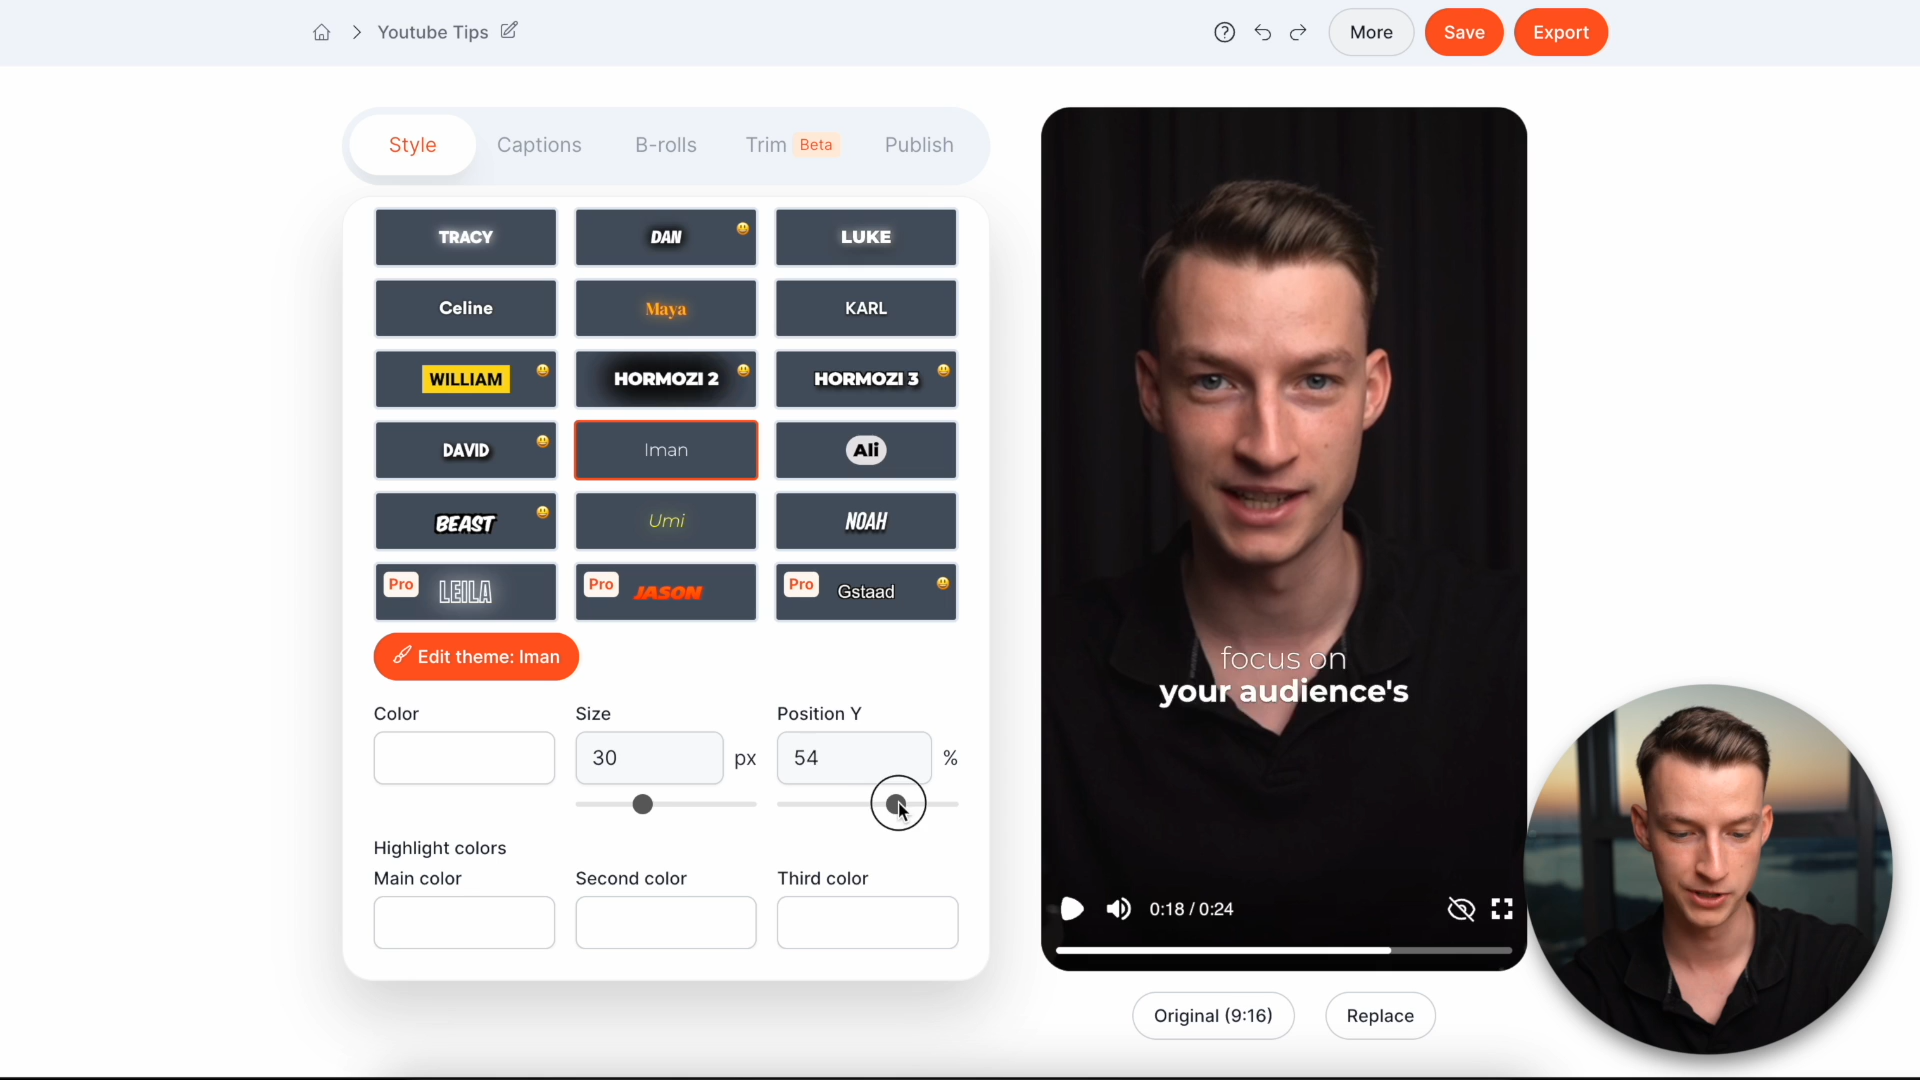 Youtube Tips
More
Save
Export
Style
Captions
B-rolls
Trim Beta
Publish
TRACY
DAN
LUKE
Celine
Maya
KARL
WILLIAM
HORMOZI 2
HORMOZI 3
DAVID
Iman
Ali
BEAST
Umi
NOAH
Pro LEILA
Pro JASON
Pro Gstaad
Edit theme: Iman
Color
Size
Position Y
30 px
54 %
Highlight colors
Main color
Second color
Third color
focus on
your audience's
0:18 / 0:24
Original (9:16)
Replace